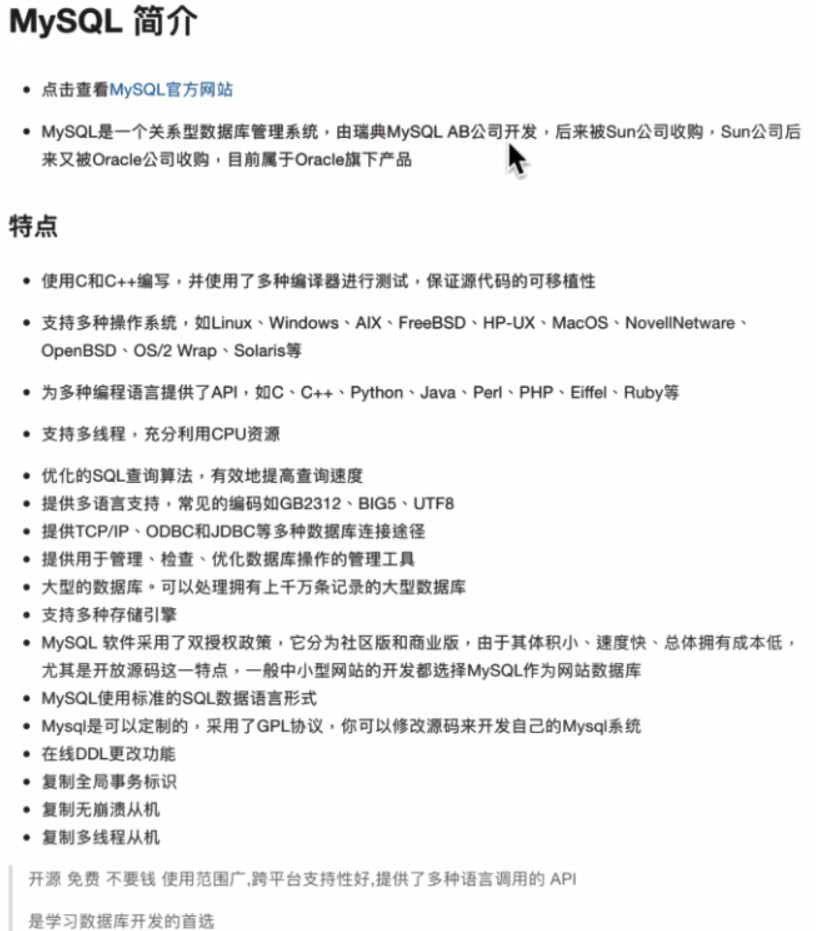 MySQL 简介
点击查看MySQL官方网站
MySQL是一个关系型数据库管理系统，由瑞典MySQL AB公司开发，后来被Sun公司收购，Sun公司后
来又被Oracle公司收购，目前属于Oracle旗下产品
特点
使用C和C++编写，并使用了多种编译器进行测试，保证源代码的可移植性
支持多种操作系统，如Linux、Windows、AIX、FreeBSD、HP-UX、MacOS、NovellNetware、
OpenBSD、OS/2 Wrap、Solaris等
为多种编程语言提供了API，如C、C++、Python、Java、Perl、PHP、Eiffel、Ruby等
支持多线程，充分利用CPU资源
优化的SQL查询算法，有效地提高查询速度
提供多语言支持，常见的编码如GB2312、BIG5、UTF8
提供TCP/IP、ODBC和JDBC等多种数据库连接途径
提供用于管理、检查、优化数据库操作的管理工具
大型的数据库。可以处理拥有上千万条记录的大型数据库
支持多种存储引擎
MySQL 软件采用了双授权政策，它分为社区版和商业版，由于其体积小、速度快、总体拥有成本低，
尤其是开放源码这一特点，一般中小型网站的开发都选择MySQL作为网站数据库
MySQL使用标准的SQL数据语言形式
Mysql是可以定制的，采用了GPL协议，你可以修改源码来开发自己的Mysql系统
在线DDL更改功能
复制全局事务标识
复制无崩溃从机
复制多线程从机
开源 免费 不要钱 使用范围广,跨平台支持性好,提供了多种语言调用的 API
是学习数据库开发的首选